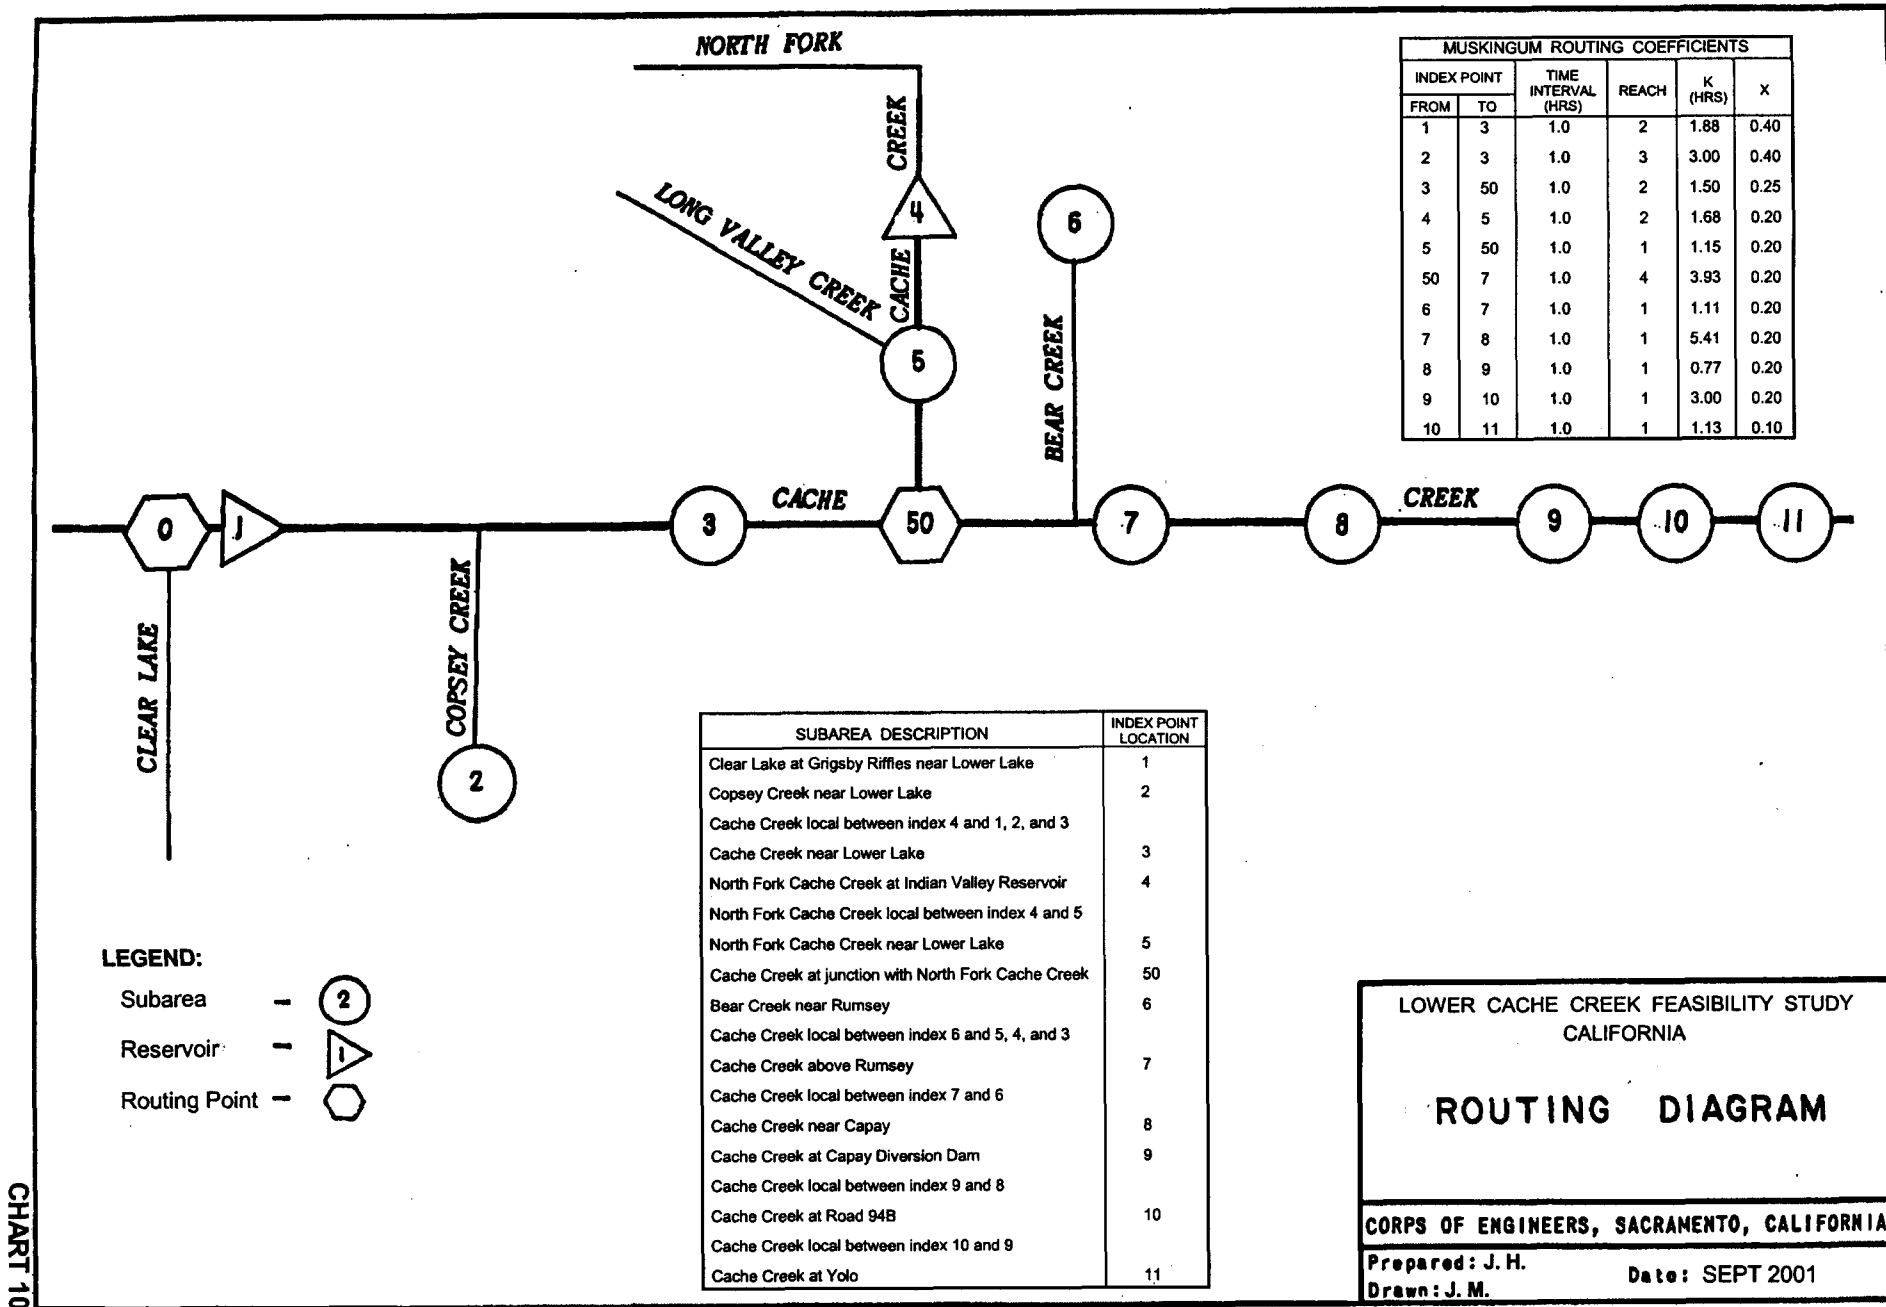 NORTH FORK
CREEK
LONG VALLEY CREEK
4
CACHE
5
6
BEAR CREEK
MUSKINGUM ROUTING COEFFICIENTS
INDEX POINT TIME INTERVAL (HRS) REACH K (HRS) X
FROM TO
1 3 1.0 2 1.88 0.40
2 3 1.0 3 3.00 0.40
3 50 1.0 2 1.50 0.25
4 5 1.0 2 1.68 0.20
5 50 1.0 1 1.15 0.20
50 7 1.0 4 3.93 0.20
6 7 1.0 1 1.11 0.20
7 8 1.0 1 5.41 0.20
8 9 1.0 1 0.77 0.20
9 10 1.0 1 3.00 0.20
10 11 1.0 1 1.13 0.10
0 1 3 CACHE 50 7 8 CREEK 9 10 11
CLEAR LAKE
COPSEY CREEK
2
SUBAREA DESCRIPTION INDEX POINT LOCATION
Clear Lake at Grigsby Riffles near Lower Lake 1
Copsey Creek near Lower Lake 2
Cache Creek local between index 4 and 1, 2, and 3
Cache Creek near Lower Lake 3
North Fork Cache Creek at Indian Valley Reservoir 4
North Fork Cache Creek local between index 4 and 5
North Fork Cache Creek near Lower Lake 5
Cache Creek at junction with North Fork Cache Creek 50
Bear Creek near Rumsey 6
Cache Creek local between index 6 and 5, 4, and 3
Cache Creek above Rumsey 7
Cache Creek local between index 7 and 6
Cache Creek near Capay 8
Cache Creek at Capay Diversion Dam 9
Cache Creek local between index 9 and 8
Cache Creek at Road 94B 10
Cache Creek local between index 10 and 9
Cache Creek at Yolo 11
LEGEND:
Subarea – 2
Reservoir – 1
Routing Point –
LOWER CACHE CREEK FEASIBILITY STUDY
CALIFORNIA
ROUTING DIAGRAM
CORPS OF ENGINEERS, SACRAMENTO, CALIFORNIA
Prepared: J. H.
Drawn: J. M.
Date: SEPT 2001
CHART 10